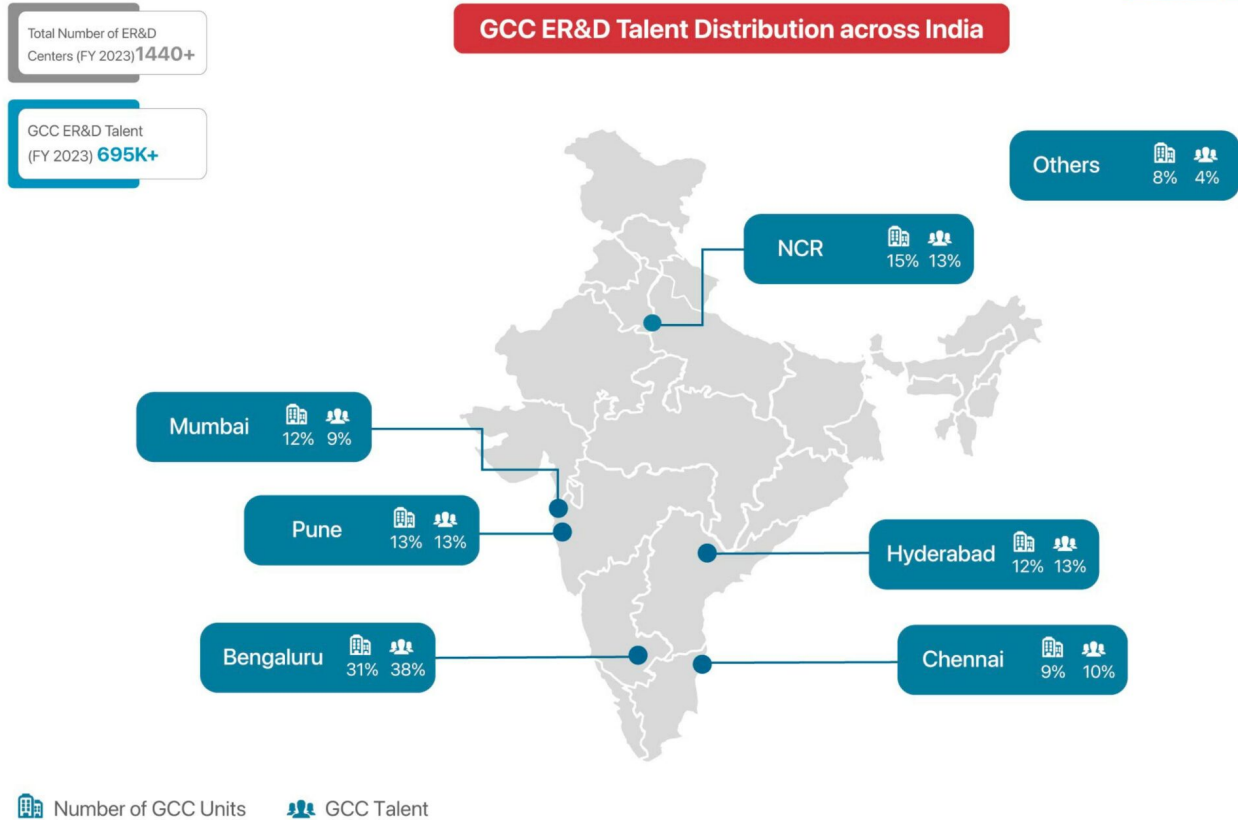 GCC ER&D Talent Distribution across India
Total Number of ER&D
Centers (FY 2023) 1440+
GCC ER&D Talent
(FY 2023) 695K+
Others
8% 4%
NCR
15% 13%
Mumbai
12% 9%
Pune
13% 13%
Hyderabad
12% 13%
Bengaluru
31% 38%
Chennai
9% 10%
Number of GCC Units
GCC Talent